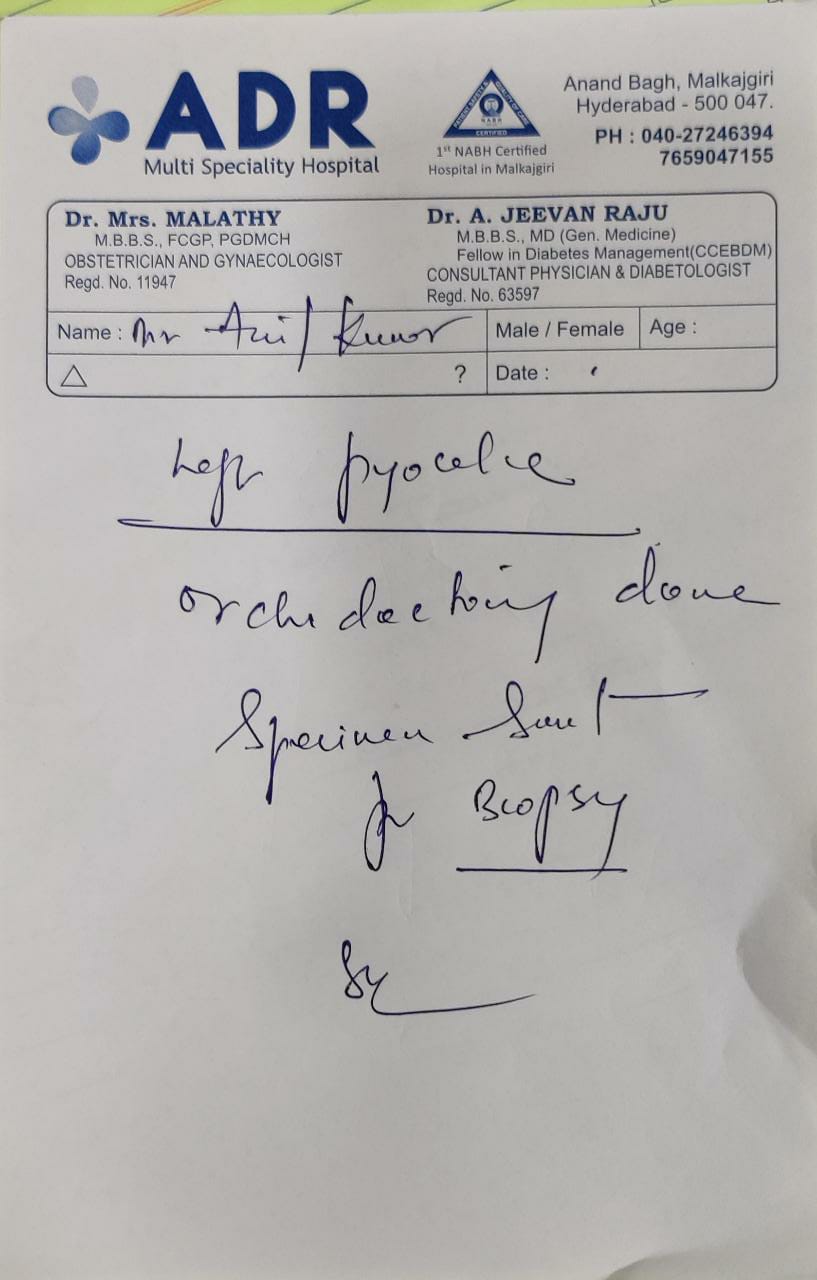 ADR
Multi Speciality Hospital
CERTIFIED
1st NABH Certified
Hospital in Malkajgiri
Anand Bagh, Malkajgiri
Hyderabad - 500 047.
PH : 040-27246394
7659047155
Dr. Mrs. MALATHY
M.B.B.S., FCGP, PGDMCH
OBSTETRICIAN AND GYNAECOLOGIST
Regd. No. 11947
Dr. A. JEEVAN RAJU
M.B.B.S., MD (Gen. Medicine)
Fellow in Diabetes Management(CCEBDM)
CONSULTANT PHYSICIAN & DIABETOLOGIST
Regd. No. 63597
Name : Mr Anil Kumar Male / Female Age :
△ ? Date :
Left pyocele
orchidectomy done
Specimen Sent
for Biopsy